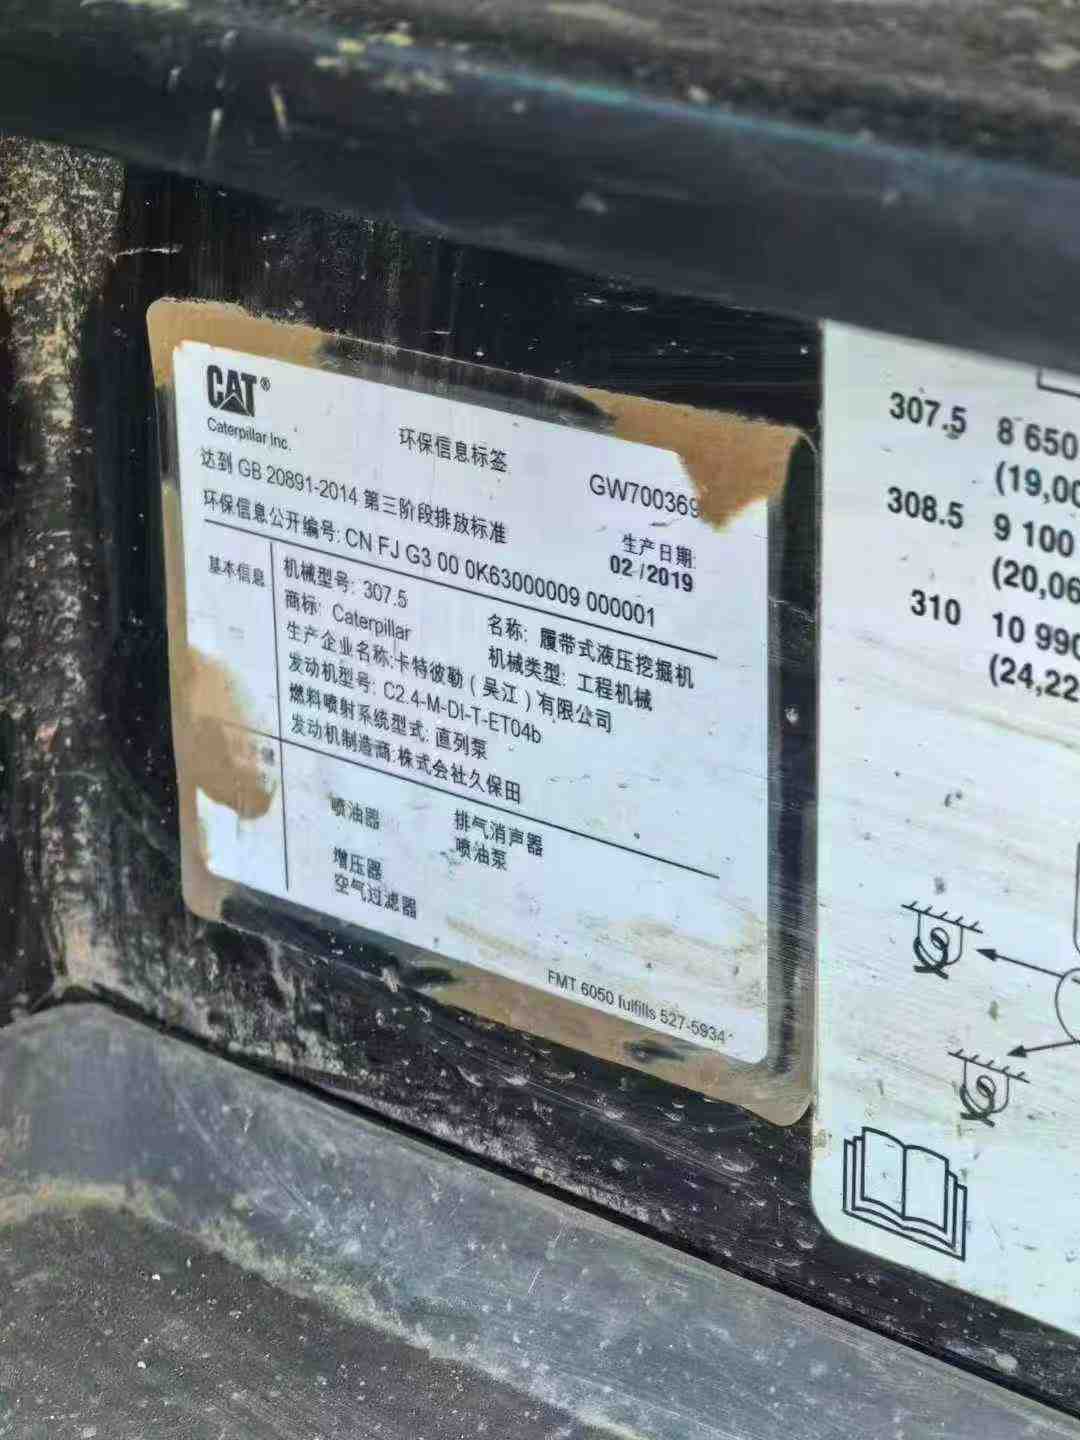 CAT®
Caterpillar Inc.
环保信息标签
GW700369
达到 GB 20891-2014 第三阶段排放标准
生产日期:
02 /2019
环保信息公开编号: CN FJ G3 00 0K63000009 000001
基本信息
机械型号: 307.5
名称: 履带式液压挖掘机
商标: Caterpillar
机械类型: 工程机械
生产企业名称:卡特彼勒（吴江）有限公司
发动机型号: C2.4-M-DI-T-ET04b
燃料喷射系统型式: 直列泵
发动机制造商:株式会社久保田
喷油器
排气消声器
喷油泵
增压器
空气过滤器
FMT 6050 fulfills 527-5934
307.5 8 650
(19,0
308.5 9 100
(20,06
310 10 990
(24,22